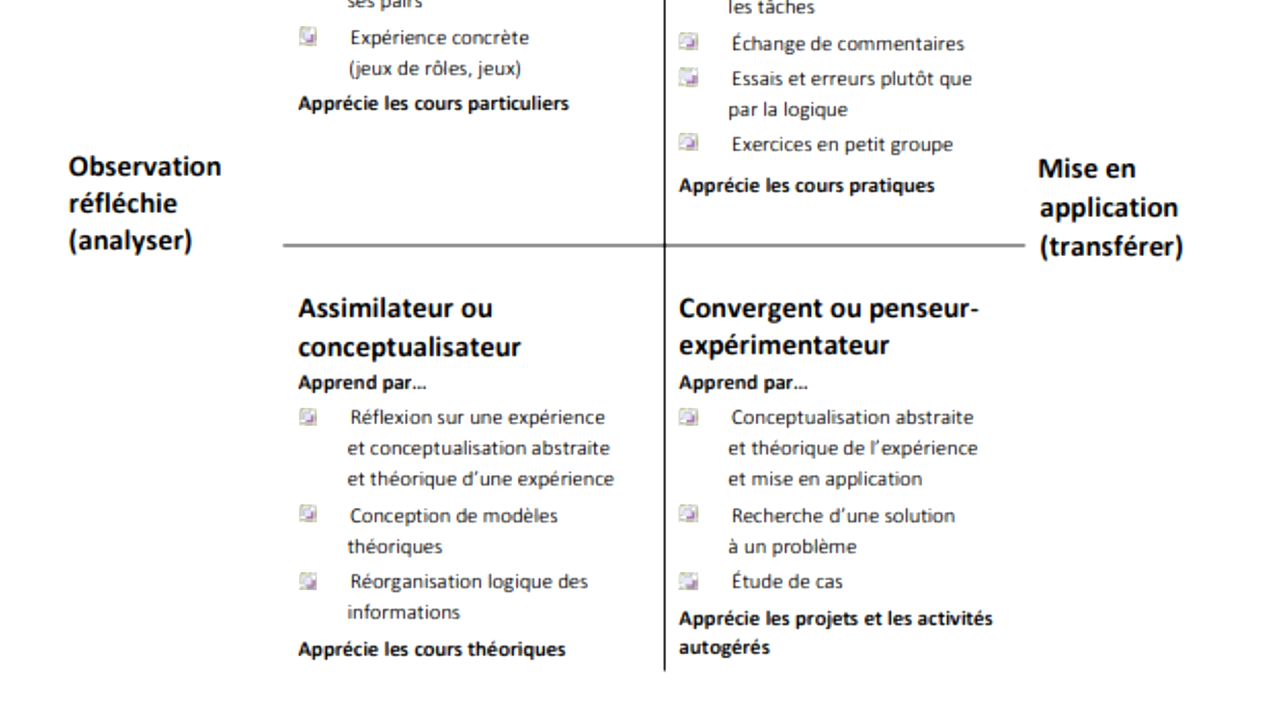 ses pairs
Expérience concrète
(jeux de rôles, jeux)
Apprécie les cours particuliers
les tâches
Échange de commentaires
Essais et erreurs plutôt que
par la logique
Exercices en petit groupe
Apprécie les cours pratiques
Observation
réfléchie
(analyser)
Mise en
application
(transférer)
Assimilateur ou
conceptualisateur
Apprend par...
Réflexion sur une expérience
et conceptualisation abstraite
et théorique d’une expérience
Conception de modèles
théoriques
Réorganisation logique des
informations
Apprécie les cours théoriques
Convergent ou penseur-
expérimentateur
Apprend par...
Conceptualisation abstraite
et théorique de l’expérience
et mise en application
Recherche d’une solution
à un problème
Étude de cas
Apprécie les projets et les activités
autogérés